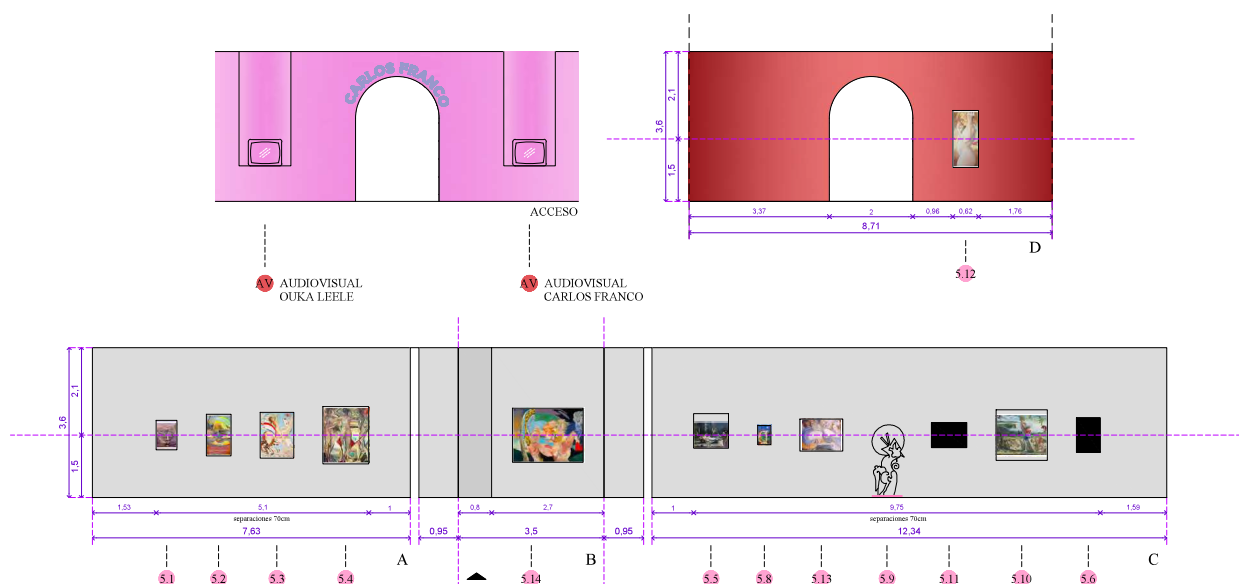 CARLOS FRANCO
ACCESO
AV AUDIOVISUAL
OUKA LEELE
AV AUDIOVISUAL
CARLOS FRANCO
3,6
2,1
1,5
3,37 2 0,96 0,62 1,76
8,71
D
5.12
3,6
2,1
1,5
1,53 5,1 1
separaciones 70cm
7,63
A
5.1 5.2 5.3 5.4
0,8 2,7
0,95 3,5 0,95
B
5.14
1 9,75 1,59
separaciones 70cm
12,34
C
5.5 5.8 5.13 5.9 5.11 5.10 5.6